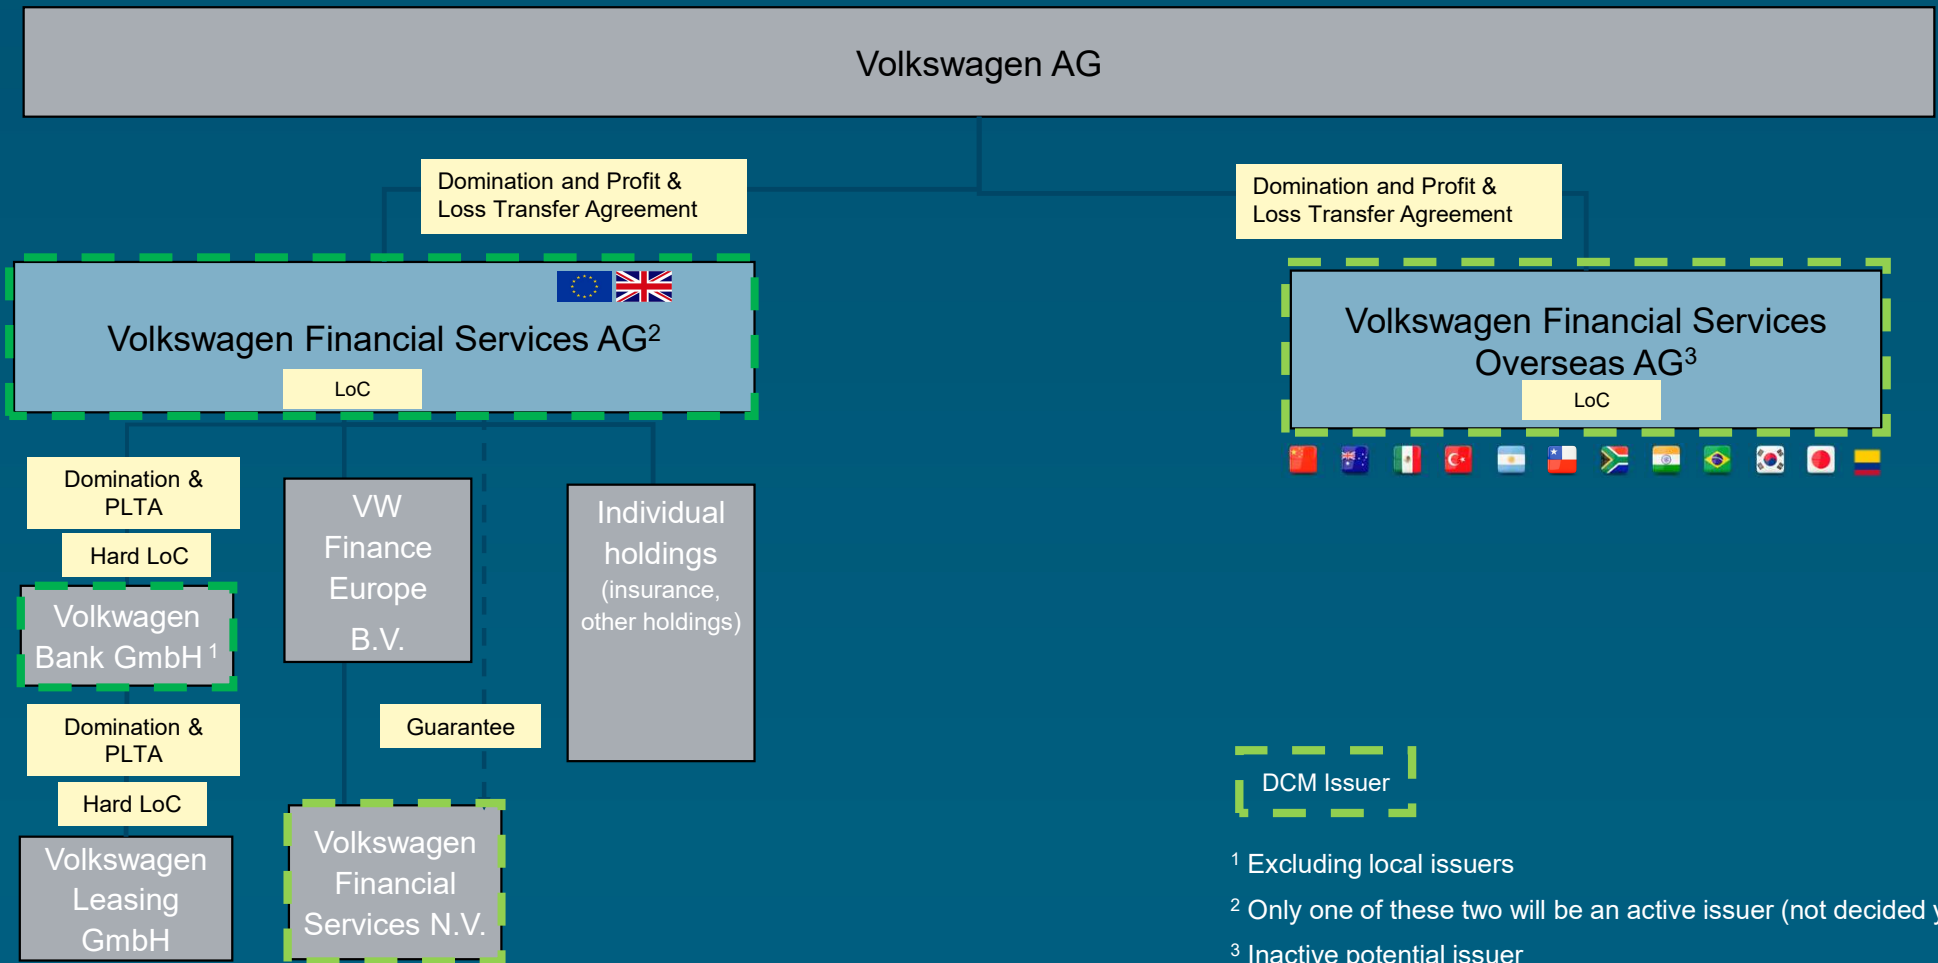 Volkswagen AG
Domination and Profit &
Loss Transfer Agreement
Domination and Profit &
Loss Transfer Agreement
Volkswagen Financial Services AG²
LoC
Volkswagen Financial Services
Overseas AG³
LoC
Domination &
PLTA
Hard LoC
Volkwagen
Bank GmbH ¹
Domination &
PLTA
Hard LoC
Volkswagen
Leasing
GmbH
VW
Finance
Europe
B.V.
Guarantee
Volkswagen
Financial
Services N.V.
Individual
holdings
(insurance,
other holdings)
DCM Issuer
¹ Excluding local issuers
² Only one of these two will be an active issuer (not decided
³ Inactive potential issuer